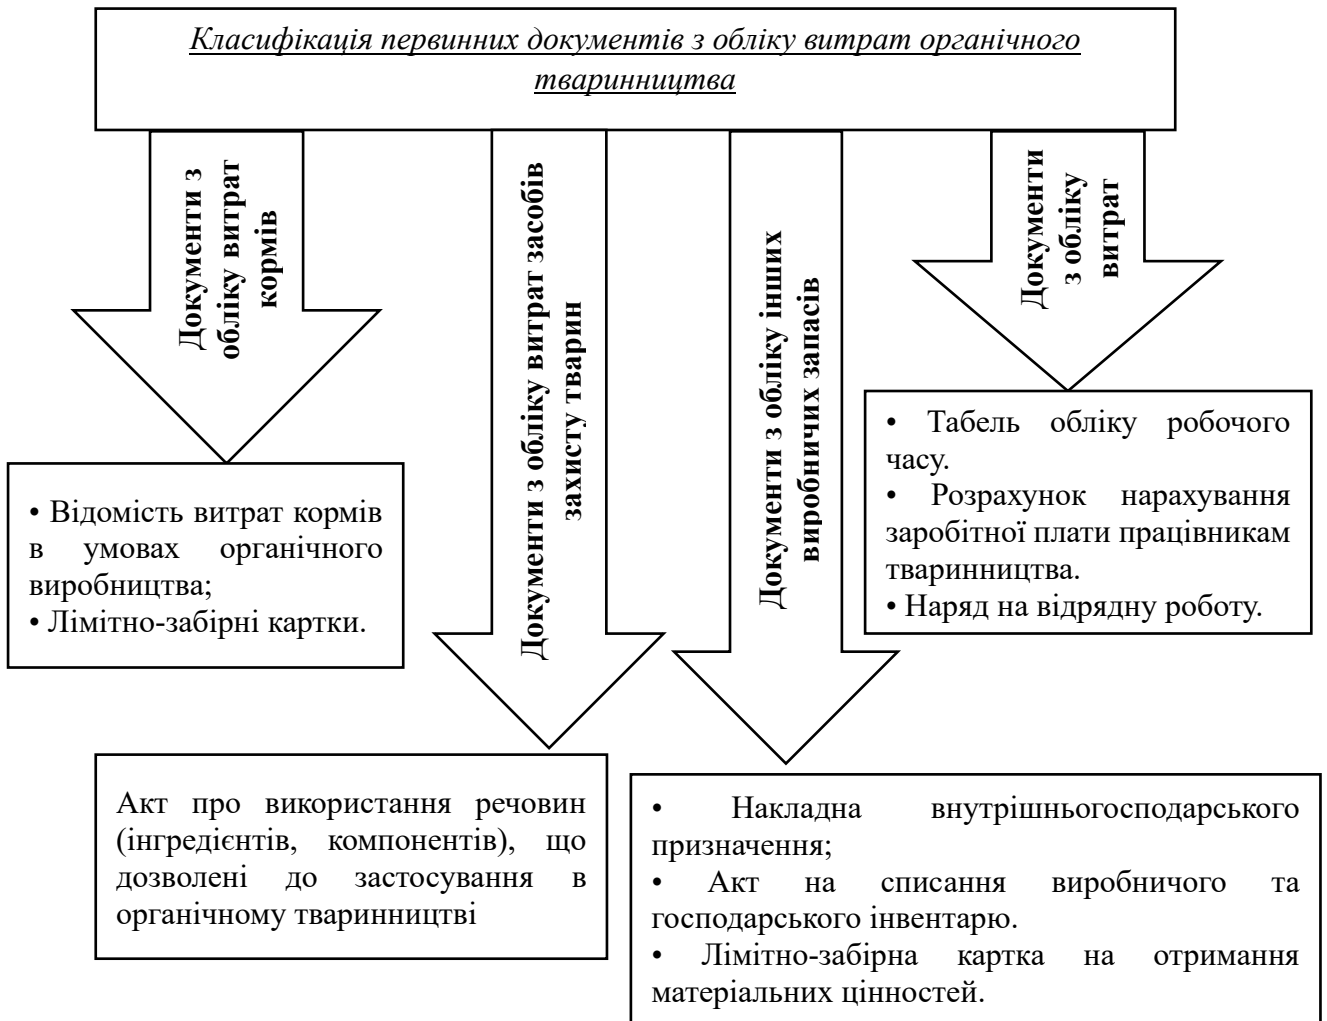 Класифікація первинних документів з обліку витрат органічного
тваринництва
Документи з
обліку витрат
кормів
Документи з обліку витрат засобів
захисту тварин
Документи з обліку інших
виробничих запасів
Документи
з обліку
витрат
• Відомість витрат кормів
в умовах органічного
виробництва;
• Лімітно-забірні картки.
Акт про використання речовин
(інгредієнтів, компонентів), що
дозволені до застосування в
органічному тваринництві
• Накладна внутрішньогосподарського
призначення;
• Акт на списання виробничого та
господарського інвентарю.
• Лімітно-забірна картка на отримання
матеріальних цінностей.
• Табель обліку робочого
часу.
• Розрахунок нарахування
заробітної плати працівникам
тваринництва.
• Наряд на відрядну роботу.